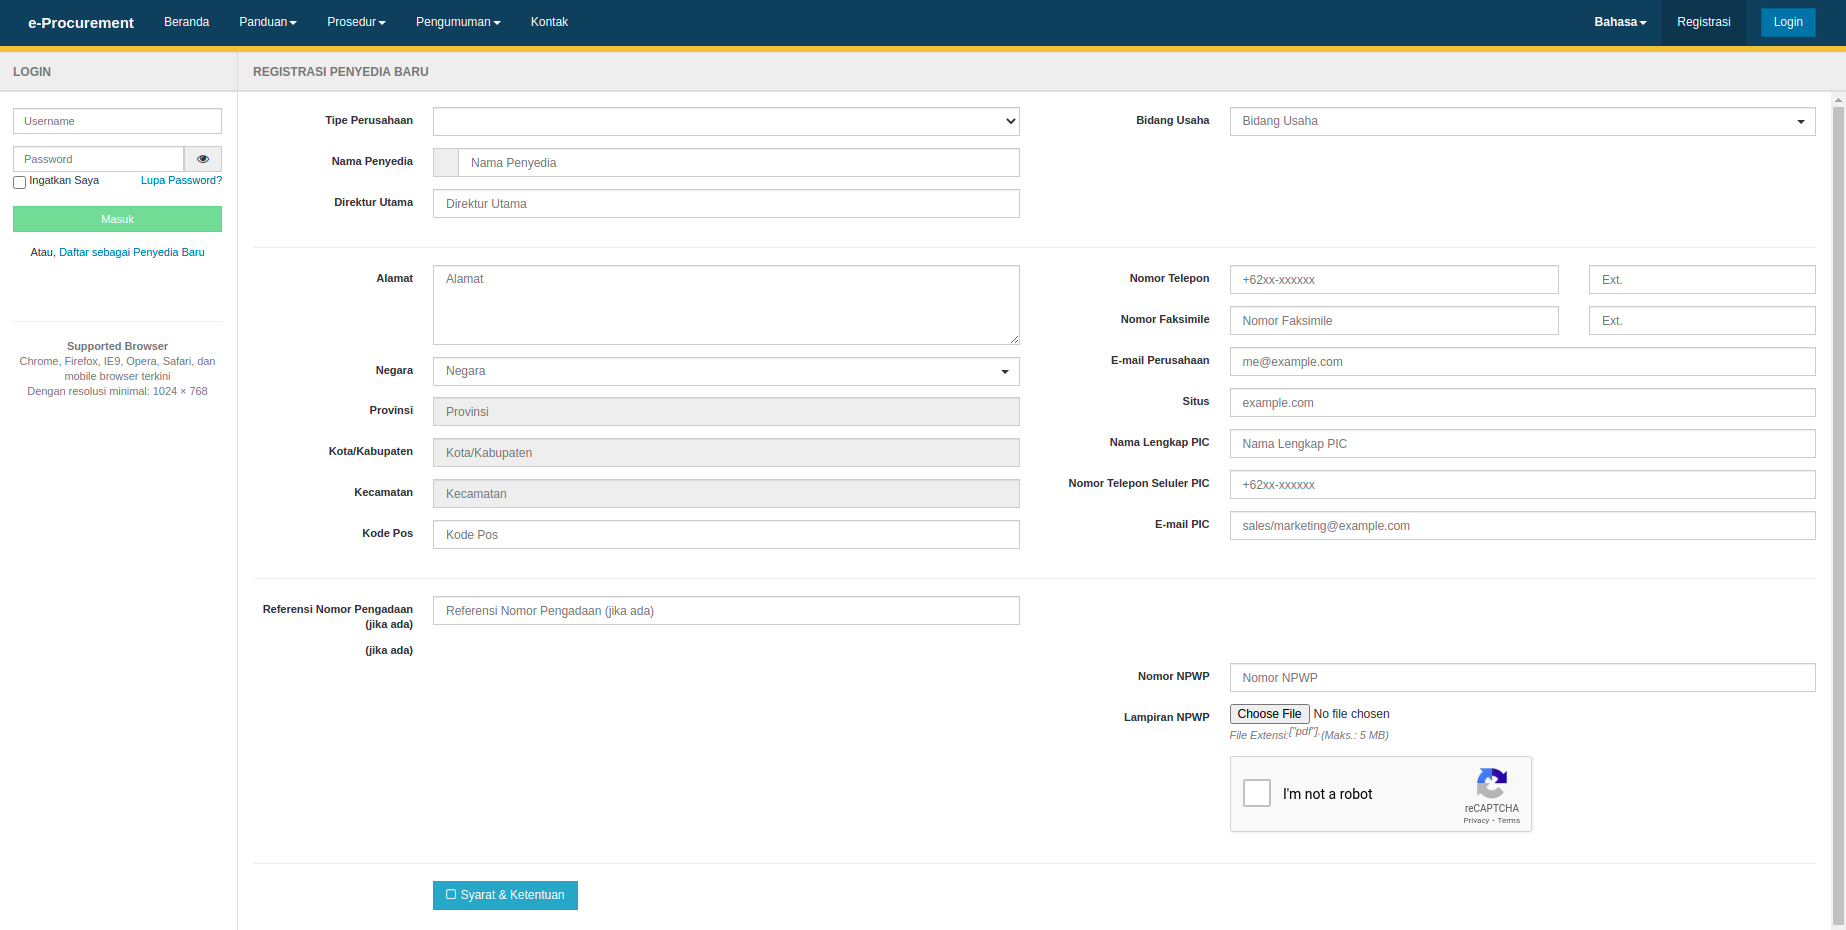 e-Procurement Beranda Panduan Prosedur Pengumuman Kontak Bahasa Registrasi Login
LOGIN
Username
Password
Ingatkan Saya Lupa Password?
Masuk
Atau, Daftar sebagai Penyedia Baru
Supported Browser
Chrome, Firefox, IE9, Opera, Safari, dan
mobile browser terkini
Dengan resolusi minimal: 1024 × 768
REGISTRASI PENYEDIA BARU
Tipe Perusahaan
Bidang Usaha Bidang Usaha
Nama Penyedia Nama Penyedia
Direktur Utama Direktur Utama
Alamat Alamat
Negara Negara
Provinsi Provinsi
Kota/Kabupaten Kota/Kabupaten
Kecamatan Kecamatan
Kode Pos Kode Pos
Nomor Telepon +62xx-xxxxxx Ext.
Nomor Faksimile Nomor Faksimile Ext.
E-mail Perusahaan me@example.com
Situs example.com
Nama Lengkap PIC Nama Lengkap PIC
Nomor Telepon Seluler PIC +62xx-xxxxxx
E-mail PIC sales/marketing@example.com
Referensi Nomor Pengadaan Referensi Nomor Pengadaan (jika ada)
(jika ada)
(jika ada)
Nomor NPWP Nomor NPWP
Lampiran NPWP Choose File No file chosen
File Extensi:["pdf"].(Maks.: 5 MB)
I'm not a robot
reCAPTCHA
Privacy - Terms
Syarat & Ketentuan